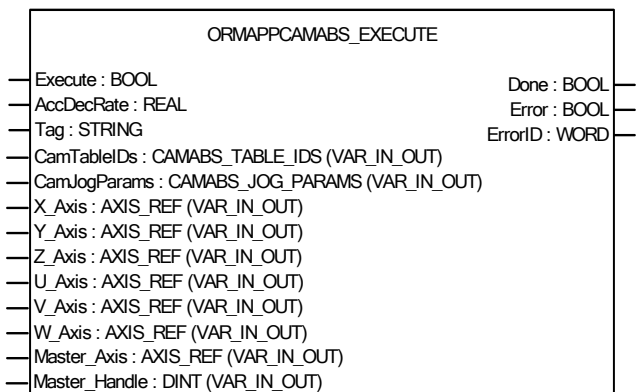 ORMAPPCAMABS_EXECUTE
Execute : BOOL Done : BOOL
AccDecRate : REAL Error : BOOL
Tag : STRING ErrorID : WORD
CamTableIDs : CAMABS_TABLE_IDS (VAR_IN_OUT)
CamJogParams : CAMABS_JOG_PARAMS (VAR_IN_OUT)
X_Axis : AXIS_REF (VAR_IN_OUT)
Y_Axis : AXIS_REF (VAR_IN_OUT)
Z_Axis : AXIS_REF (VAR_IN_OUT)
U_Axis : AXIS_REF (VAR_IN_OUT)
V_Axis : AXIS_REF (VAR_IN_OUT)
W_Axis : AXIS_REF (VAR_IN_OUT)
Master_Axis : AXIS_REF (VAR_IN_OUT)
Master_Handle : DINT (VAR_IN_OUT)